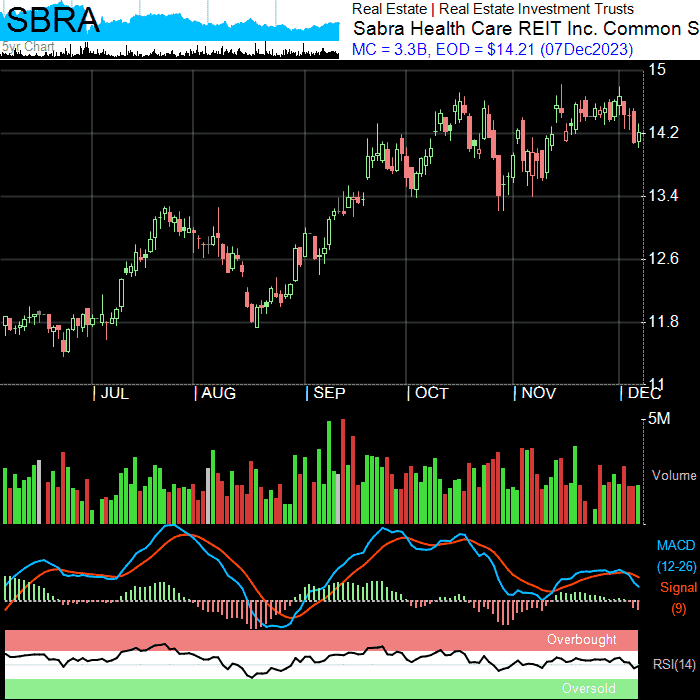 SBRA
5yr Chart
Real Estate | Real Estate Investment Trusts
Sabra Health Care REIT Inc. Common S
MC = 3.3B, EOD = $14.21 (07Dec2023)
15
14.2
13.4
12.6
11.8
11
| JUL | AUG | SEP | OCT | NOV | DEC
5M
Volume
MACD
(12-26)
Signal
(9)
Overbought
RSI(14)
Oversold